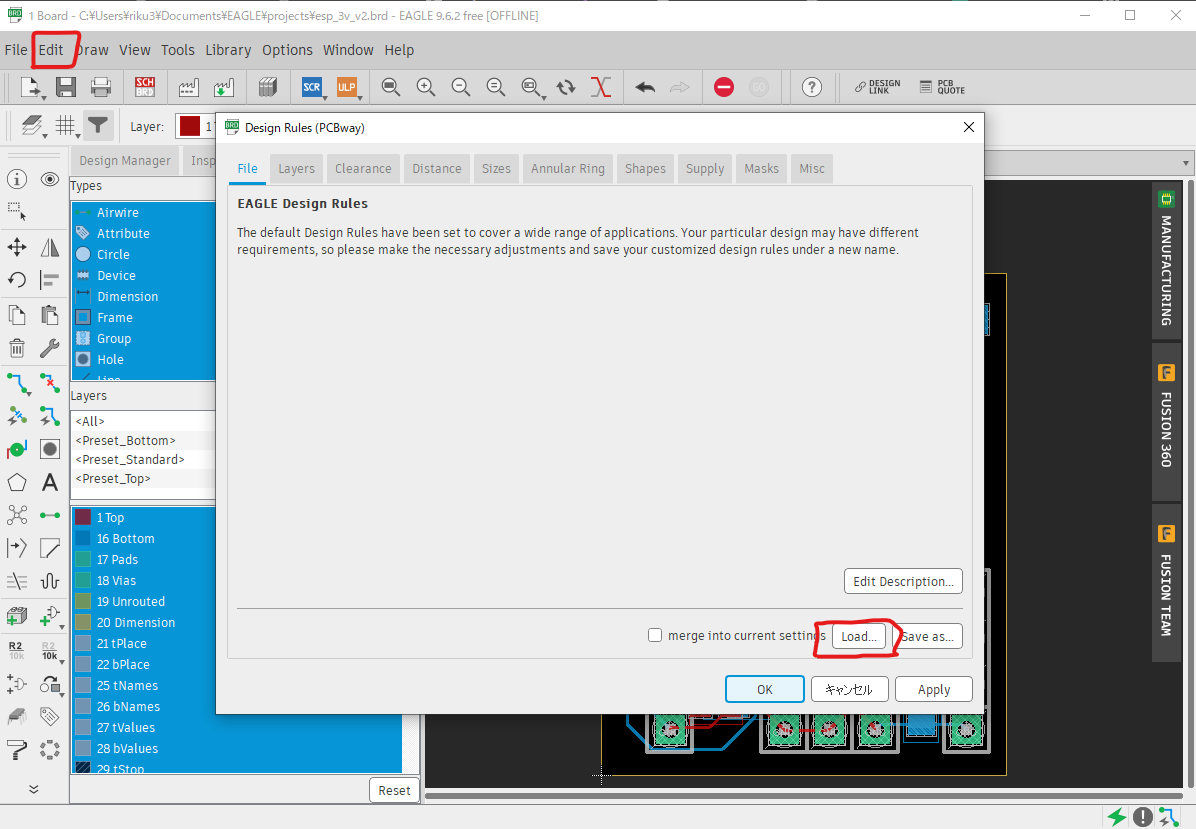 1 Board - C:¥Users¥riku3¥Documents¥EAGLE¥projects¥esp_3v_v2.brd - EAGLE 9.6.2 free [OFFLINE]
File Edit Draw View Tools Library Options Window Help
SCH BRD SCR ULP DESIGN LINK PCB QUOTE
Layer: 1
Design Rules (PCBway)
Design Manager
File Layers Clearance Distance Sizes Annular Ring Shapes Supply Masks Misc
EAGLE Design Rules
The default Design Rules have been set to cover a wide range of applications. Your particular design may have different
requirements, so please make the necessary adjustments and save your customized design rules under a new name.
Edit Description...
merge into current settings Load... Save as...
OK キャンセル Apply
Types
Airwire
Attribute
Circle
Device
Dimension
Frame
Group
Hole
Line
Layers
<All>
<Preset_Bottom>
<Preset_Standard>
<Preset_Top>
1 Top
16 Bottom
17 Pads
18 Vias
19 Unrouted
20 Dimension
21 tPlace
22 bPlace
25 tNames
26 bNames
27 tValues
28 bValues
29 tStop
Reset
R2 10k R2 10k
MANUFACTURING
FUSION 360
FUSION TEAM